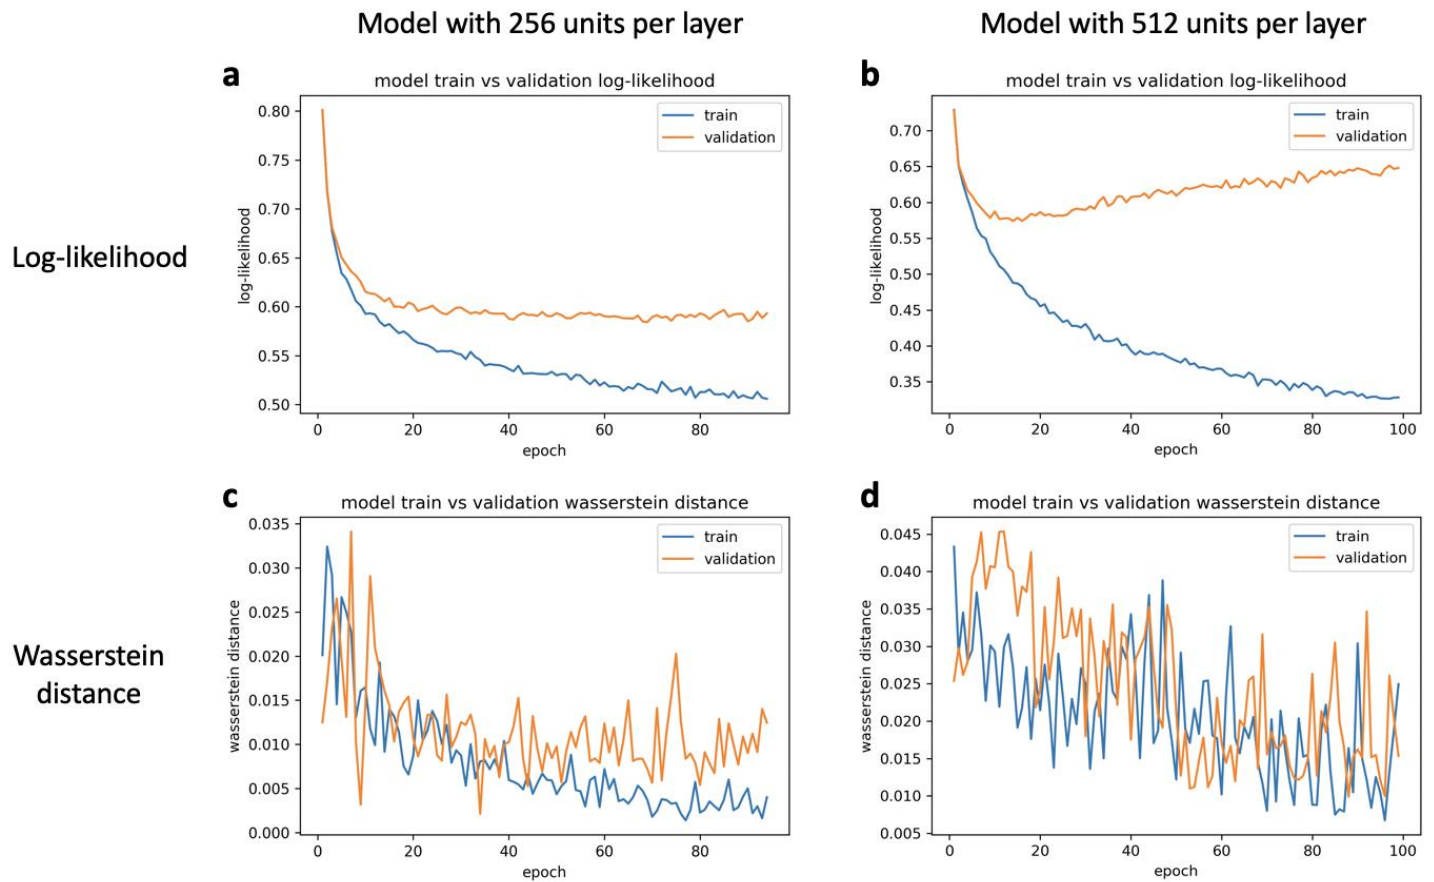 Model with 256 units per layer
Model with 512 units per layer
a
model train vs validation log-likelihood
train
validation
0.80
0.75
0.70
0.65
0.60
0.55
0.50
log-likelihood
0
20
40
60
80
epoch
b
model train vs validation log-likelihood
train
validation
0.70
0.65
0.60
0.55
0.50
0.45
0.40
0.35
log-likelihood
0
20
40
60
80
100
epoch
Log-likelihood
c
model train vs validation wasserstein distance
train
validation
0.035
0.030
0.025
0.020
0.015
0.010
0.005
0.000
wasserstein distance
0
20
40
60
80
epoch
d
model train vs validation wasserstein distance
train
validation
0.045
0.040
0.035
0.030
0.025
0.020
0.015
0.010
0.005
wasserstein distance
0
20
40
60
80
100
epoch
Wasserstein
distance